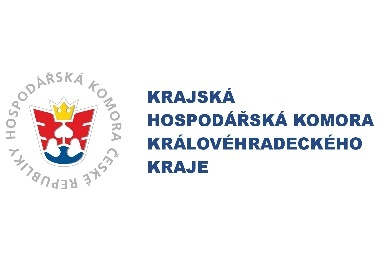 HOSPODÁŘSKÁ KOMORA ČESKÉ REPUBLIKY
KRAJSKÁ
HOSPODÁŘSKÁ KOMORA
KRÁLOVÉHRADECKÉHO
KRAJE